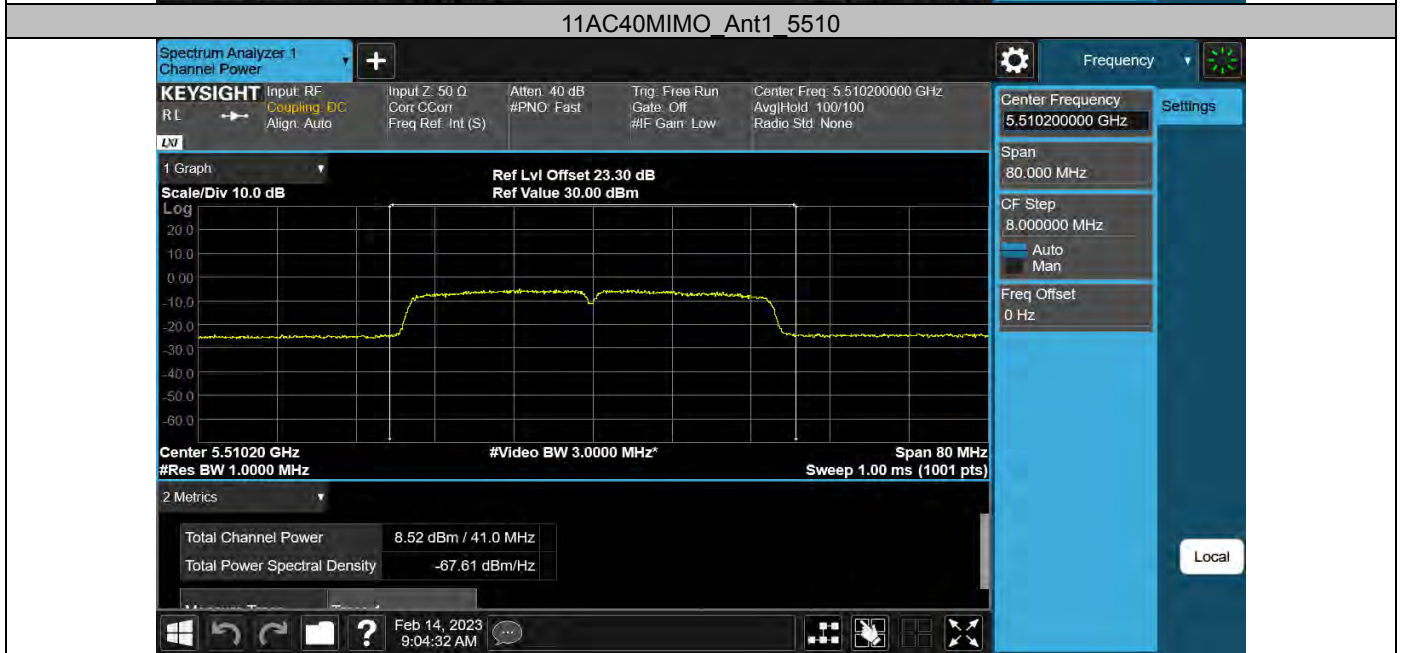 11AC40MIMO_Ant1_5510
Spectrum Analyzer 1
Channel Power
+
Frequency
KEYSIGHT
RL
LXI
Input: RF
Coupling: DC
Align: Auto
Input Z: 50 Ω
Corr CCorr
Freq Ref: Int (S)
Atten: 40 dB
#PNO: Fast
Trig: Free Run
Gate: Off
#IF Gain: Low
Center Freq: 5.510200000 GHz
Avg|Hold: 100/100
Radio Std: None
Center Frequency
5.510200000 GHz
Settings
Span
80.000 MHz
CF Step
8.000000 MHz
Auto
Man
Freq Offset
0 Hz
1 Graph
Scale/Div 10.0 dB
Ref Lvl Offset 23.30 dB
Ref Value 30.00 dBm
Log
20.0
10.0
0.00
-10.0
-20.0
-30.0
-40.0
-50.0
-60.0
Center 5.51020 GHz
#Res BW 1.0000 MHz
#Video BW 3.0000 MHz*
Span 80 MHz
Sweep 1.00 ms (1001 pts)
2 Metrics
Total Channel Power 8.52 dBm / 41.0 MHz
Total Power Spectral Density -67.61 dBm/Hz
Local
?
Feb 14, 2023
9:04:32 AM